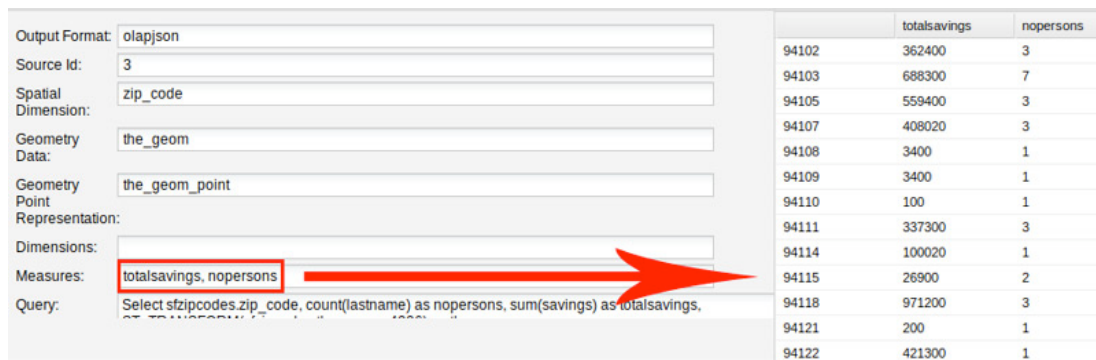 Output Format: olapjson
Source Id: 3
Spatial
Dimension: zip_code
Geometry
Data: the_geom
Geometry
Point
Representation: the_geom_point
Dimensions:
Measures: totalsavings, nopersons
Query: Select sfzipcodes.zip_code, count(lastname) as nopersons, sum(savings) as totalsavings,
totalsavings nopersons
94102 362400 3
94103 688300 7
94105 559400 3
94107 408020 3
94108 3400 1
94109 3400 1
94110 100 1
94111 337300 3
94114 100020 1
94115 26900 2
94118 971200 3
94121 200 1
94122 421300 1